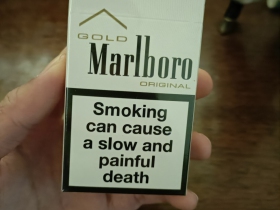 GOLD
Marlboro
ORIGINAL
Smoking
can cause
a slow and
painful
death